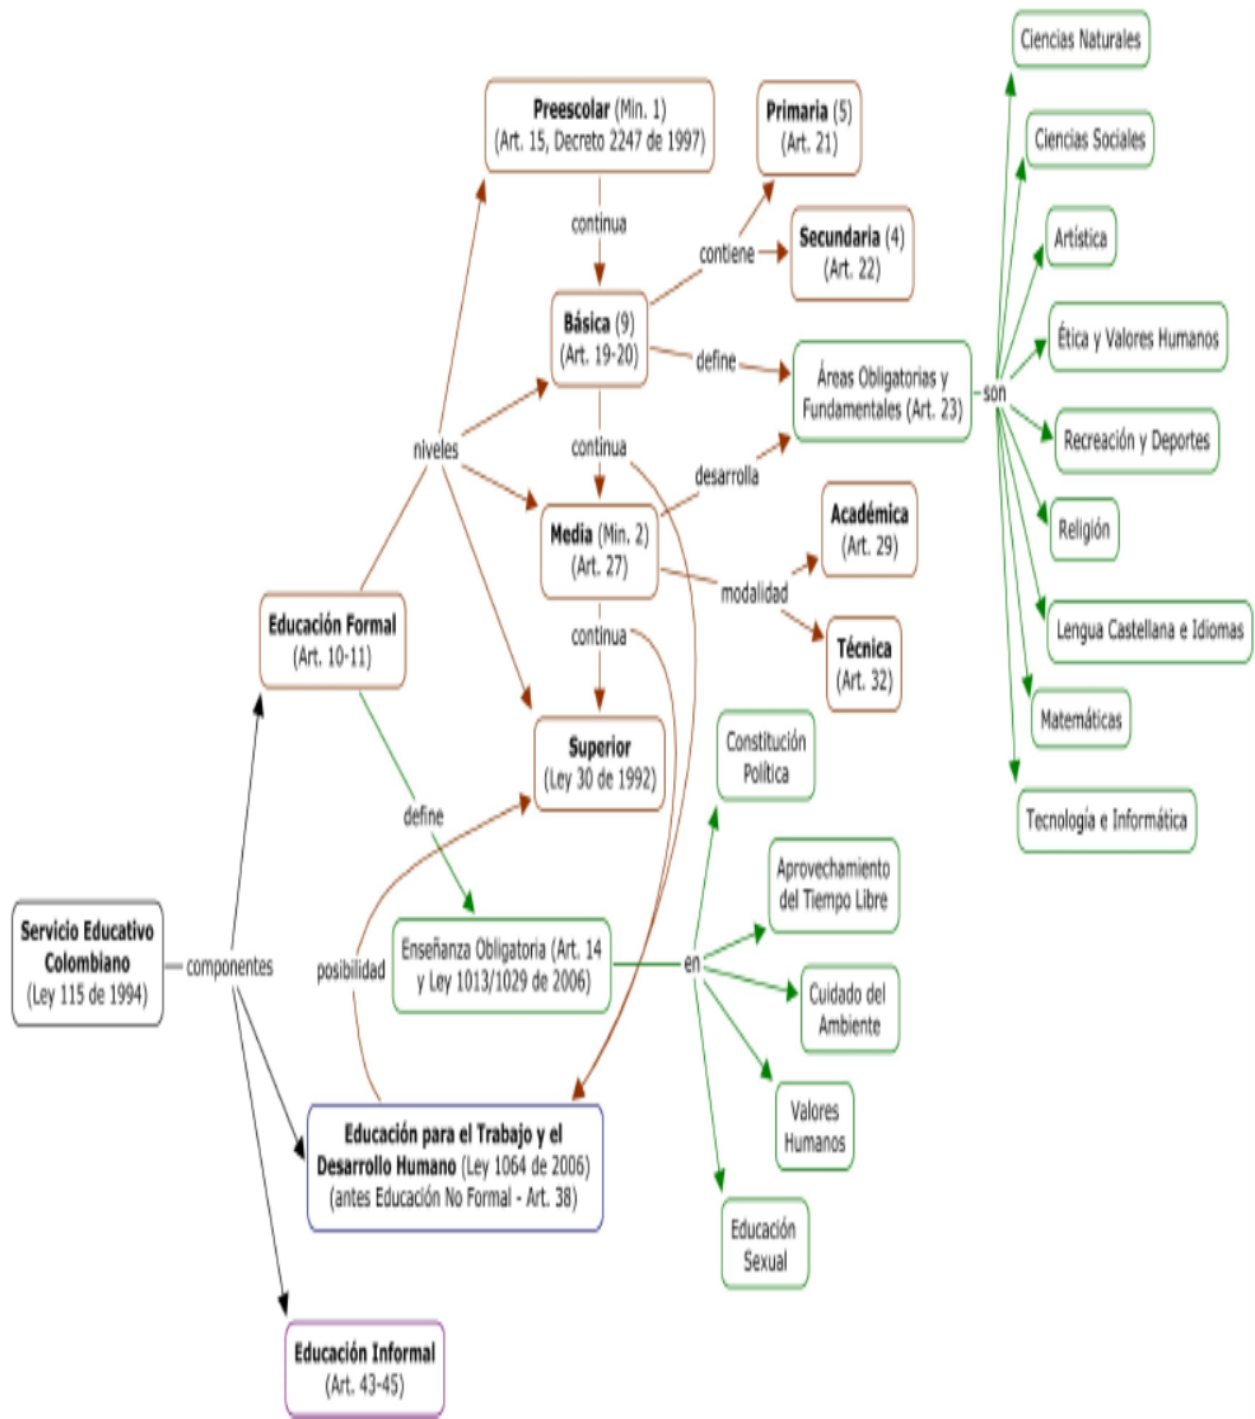 Ciencias Naturales
Preescolar (Min. 1)
(Art. 15, Decreto 2247 de 1997)
Primaria (5)
(Art. 21)
Ciencias Sociales
continua
contiene
Secundaria (4)
(Art. 22)
Artística
Básica (9)
(Art. 19-20)
define
Áreas Obligatorias y
Fundamentales (Art. 23)
son
Ética y Valores Humanos
Recreación y Deportes
niveles
continua
desarrolla
Religión
Media (Min. 2)
(Art. 27)
modalidad
Académica
(Art. 29)
Técnica
(Art. 32)
Lengua Castellana e Idiomas
Matemáticas
Tecnología e Informática
Educación Formal
(Art. 10-11)
continua
Superior
(Ley 30 de 1992)
define
Constitución
Política
Aprovechamiento
del Tiempo Libre
Servicio Educativo
Colombiano
(Ley 115 de 1994)
componentes
posibilidad
Enseñanza Obligatoria (Art. 14
y Ley 1013/1029 de 2006)
en
Cuidado del
Ambiente
Valores
Humanos
Educación
Sexual
Educación para el Trabajo y el
Desarrollo Humano (Ley 1064 de 2006)
(antes Educación No Formal - Art. 38)
Educación Informal
(Art. 43-45)